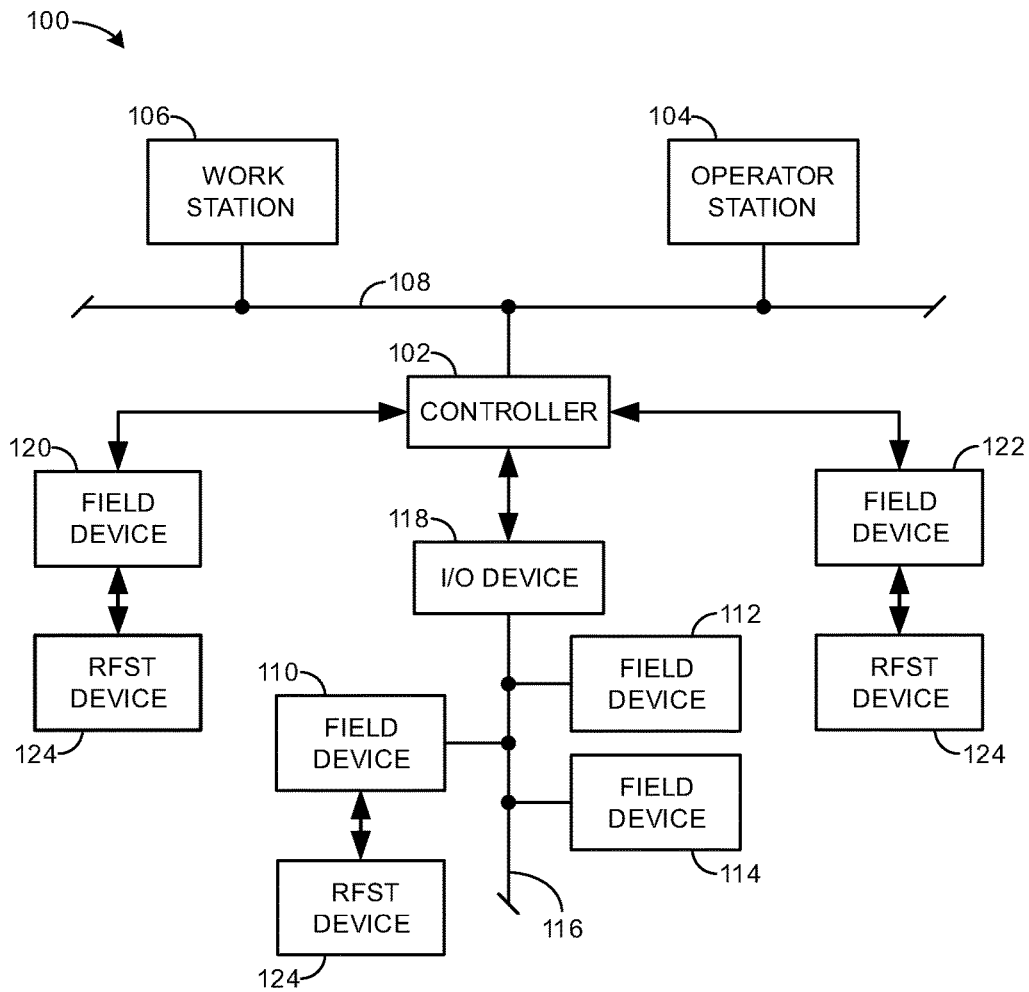 100
106
WORK
STATION
104
OPERATOR
STATION
108
102
CONTROLLER
120
FIELD
DEVICE
122
FIELD
DEVICE
118
I/O DEVICE
RFST
DEVICE
124
112
FIELD
DEVICE
RFST
DEVICE
124
110
FIELD
DEVICE
FIELD
DEVICE
114
RFST
DEVICE
124
116